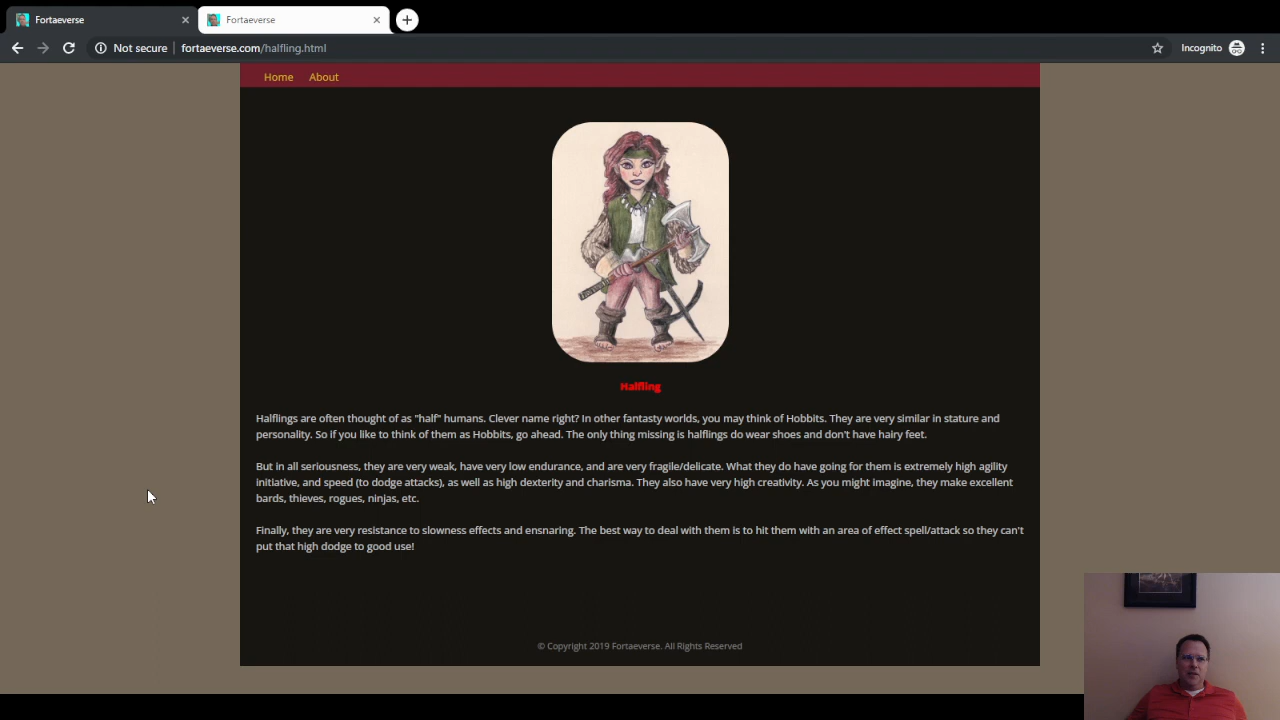 Fortaeverse
Fortaeverse
Not secure
fortaeverse.com/halfling.html
Incognito
Home
About
Halfling
Halflings are often thought of as "half" humans. Clever name right? In other fantasty worlds, you may think of Hobbits. They are very similar in stature and
personality. So if you like to think of them as Hobbits, go ahead. The only thing missing is halflings do wear shoes and don't have hairy feet.
But in all seriousness, they are very weak, have very low endurance, and are very fragile/delicate. What they do have going for them is extremely high agility
initiative, and speed (to dodge attacks), as well as high dexterity and charisma. They also have very high creativity. As you might imagine, they make excellent
bards, thieves, rogues, ninjas, etc.
Finally, they are very resistance to slowness effects and ensnaring. The best way to deal with them is to hit them with an area of effect spell/attack so they can't
put that high dodge to good use!
© Copyright 2019 Fortaeverse. All Rights Reserved